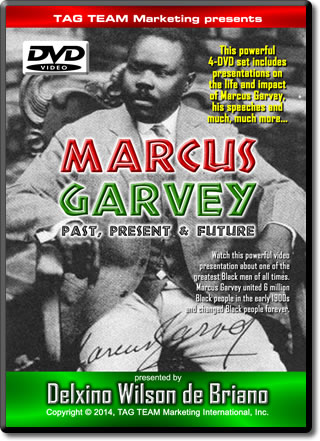 TAG TEAM Marketing presents
DVD
VIDEO
This powerful
4-DVD set includes
presentations on
the life and impact
of Marcus Garvey,
his speeches and
much, much more...
MARCUS
GARVEY
PAST, PRESENT & FUTURE
Watch this powerful video
presentation about one of the
greatest Black men of all times.
Marcus Garvey united 6 million
Black people in the early 1900s
and changed Black people forever.
Marcus Garvey
presented by
Delxino Wilson de Briano
Copyright © 2014, TAG TEAM Marketing International, Inc.